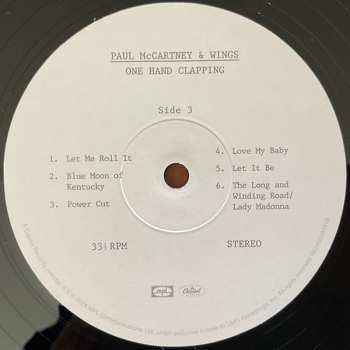 PAUL McCARTNEY & WINGS
ONE HAND CLAPPING
Side 3
1. Let Me Roll It
2. Blue Moon of
Kentucky
3. Power Cut
4. Love My Baby
5. Let It Be
6. The Long and
Winding Road/
Lady Madonna
33⅓ RPM
STEREO
mpl
Capitol